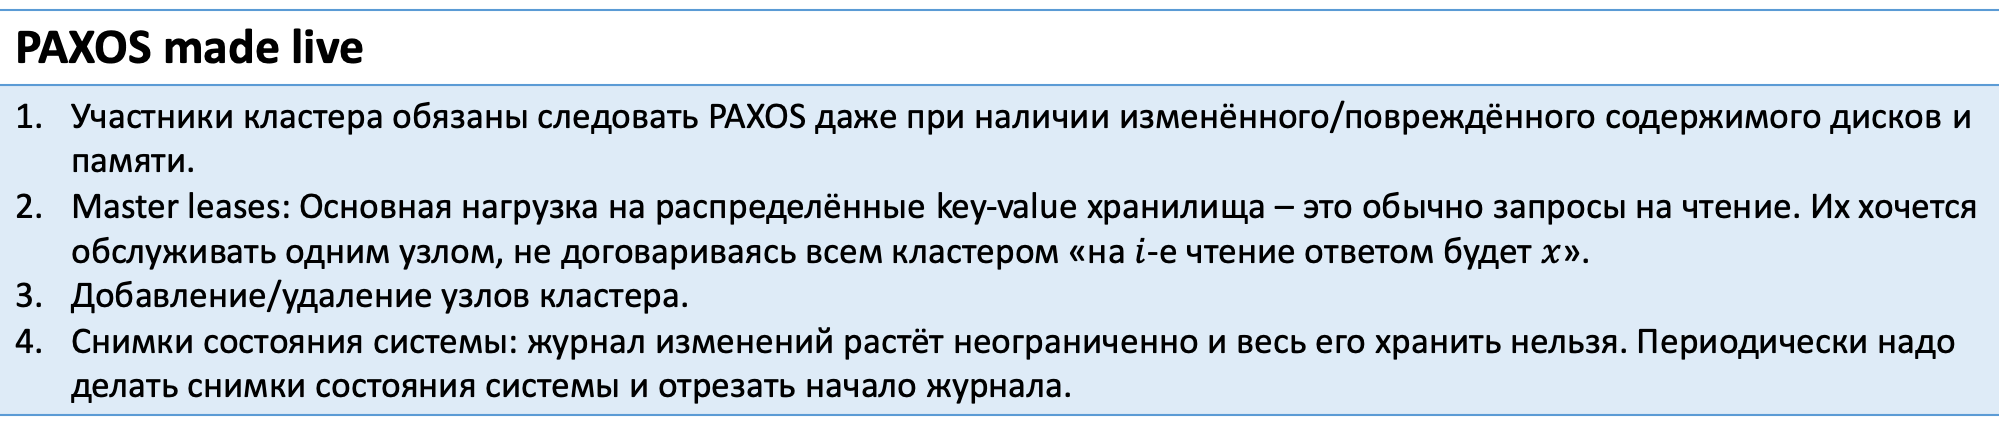 PAXOS made live
1. Участники кластера обязаны следовать PAXOS даже при наличии изменённого/повреждённого содержимого дисков и
памяти.
2. Master leases: Основная нагрузка на распределённые key-value хранилища – это обычно запросы на чтение. Их хочется
обслуживать одним узлом, не договариваясь всем кластером «на 𝑖-е чтение ответом будет 𝑥».
3. Добавление/удаление узлов кластера.
4. Снимки состояния системы: журнал изменений растёт неограниченно и весь его хранить нельзя. Периодически надо
делать снимки состояния системы и отрезать начало журнала.